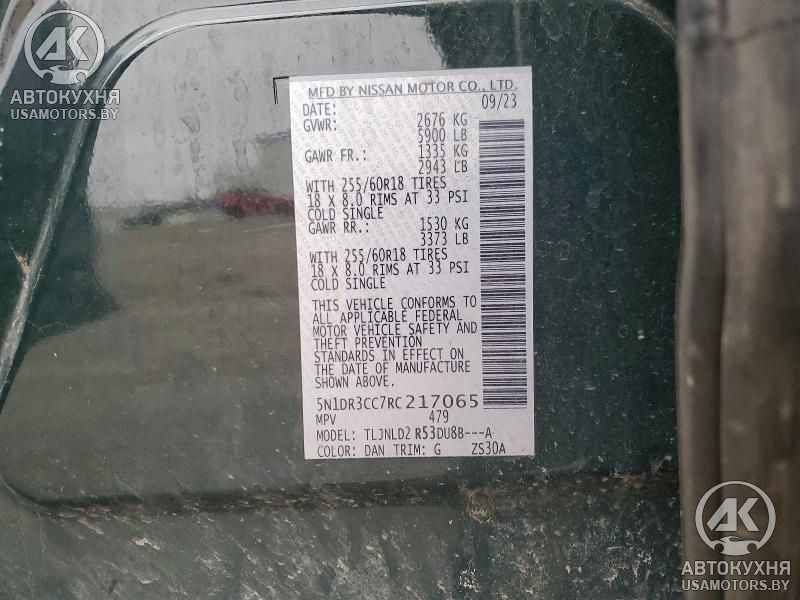 АК
АВТОКУХНЯ
USAMOTORS.BY
MFD BY NISSAN MOTOR CO., LTD.
DATE: 09/23
GVWR: 2676 KG
5900 LB
GAWR FR.: 1335 KG
2943 LB
WITH 255/60R18 TIRES
18 X 8.0 RIMS AT 33 PSI
COLD SINGLE
GAWR RR.: 1530 KG
3373 LB
WITH 255/60R18 TIRES
18 X 8.0 RIMS AT 33 PSI
COLD SINGLE
THIS VEHICLE CONFORMS TO
ALL APPLICABLE FEDERAL
MOTOR VEHICLE SAFETY AND
THEFT PREVENTION
STANDARDS IN EFFECT ON
THE DATE OF MANUFACTURE
SHOWN ABOVE.
5N1DR3CC7RC217065
MPV 479
MODEL: TLJNLD2 R53DU8B---A
COLOR: DAN TRIM: G ZS30A
АК
АВТОКУХНЯ
USAMOTORS.BY